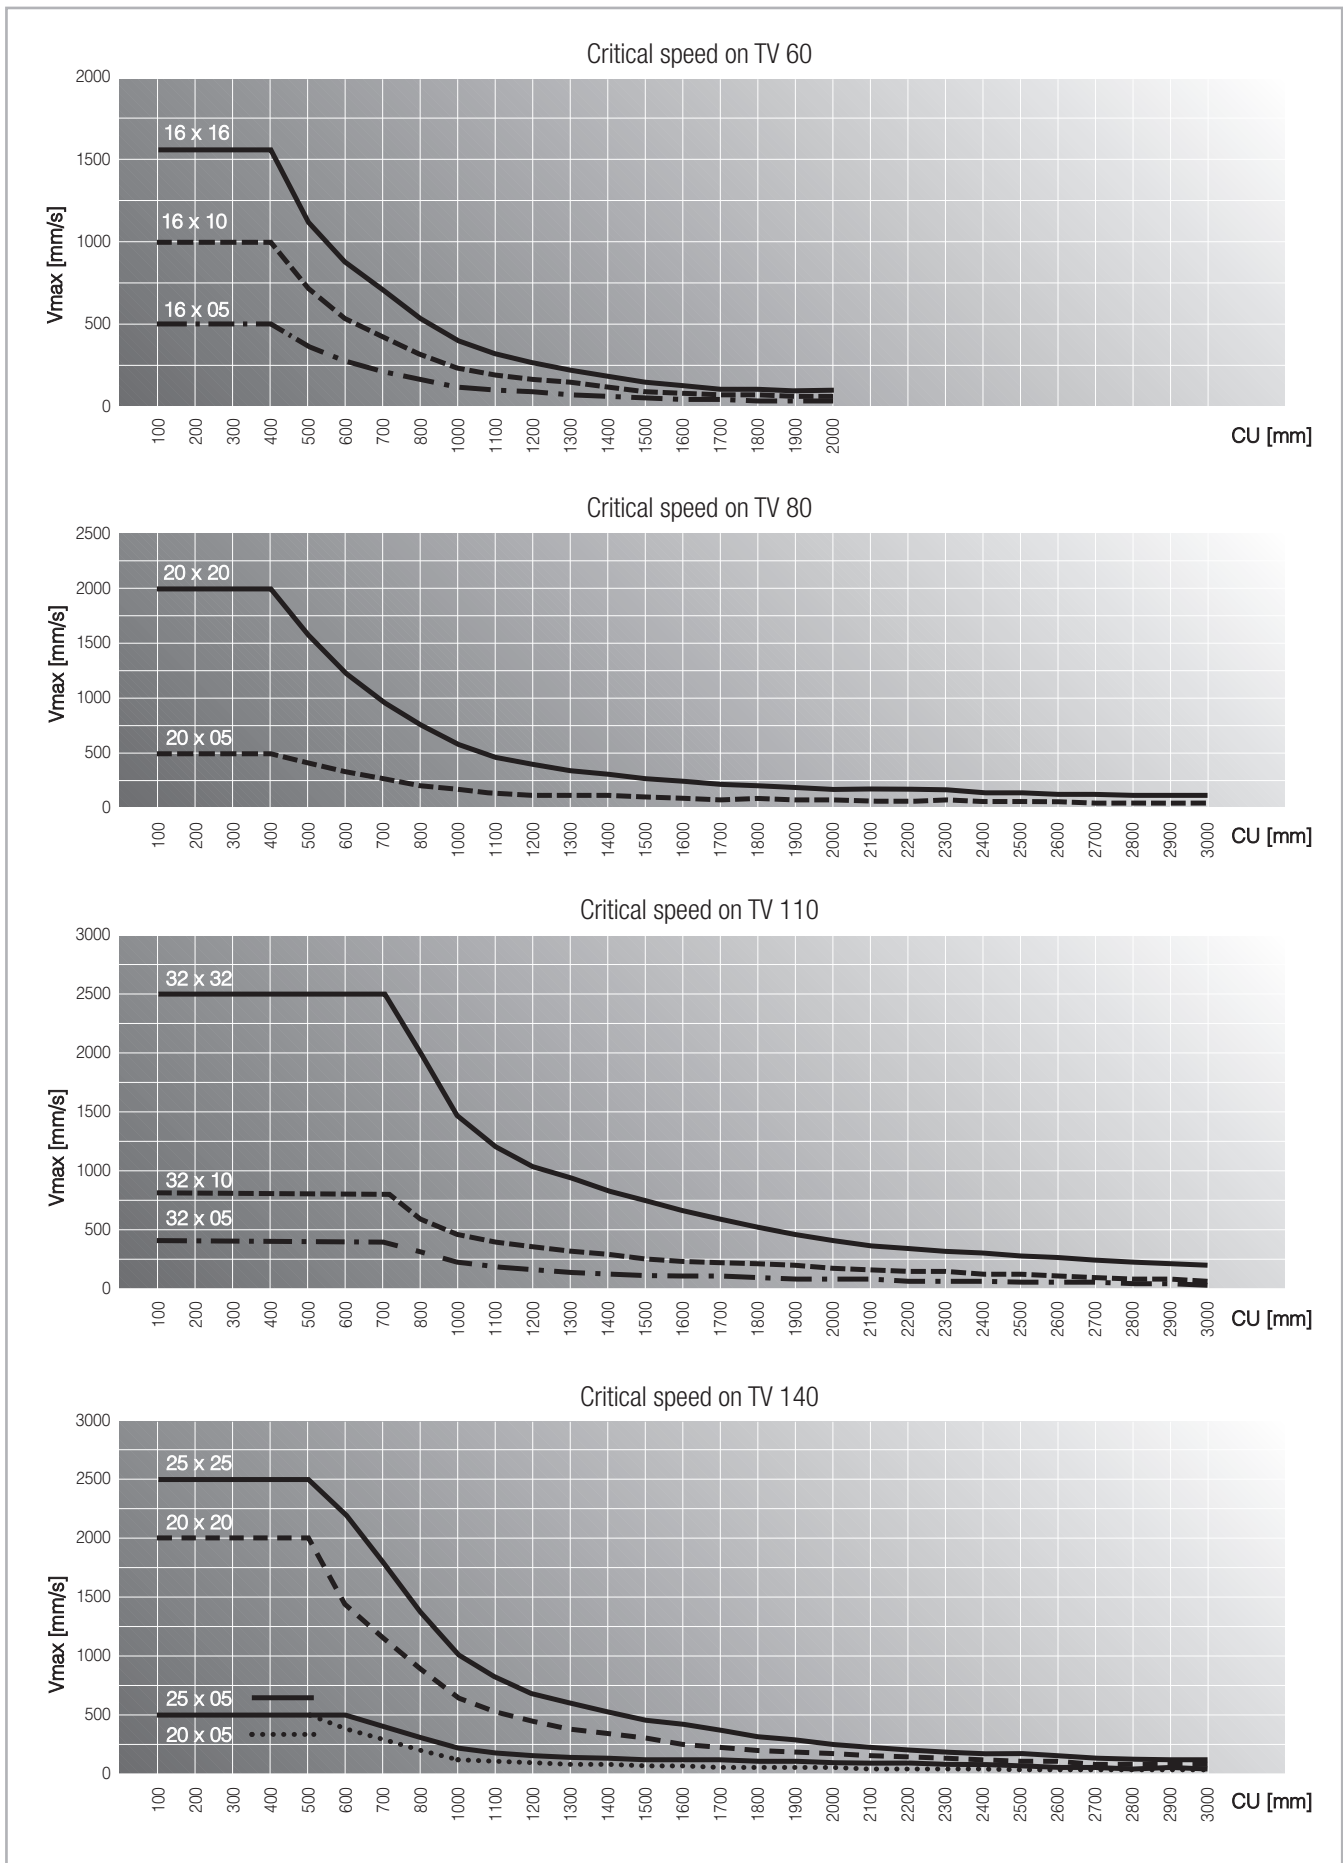 Critical speed on TV 60
2000
1500
1000
500
0
Vmax [mm/s]
16 x 16
16 x 10
16 x 05
100 200 300 400 500 600 700 800 1000 1100 1200 1300 1400 1500 1600 1700 1800 1900 2000
CU [mm]
Critical speed on TV 80
2500
2000
1500
1000
500
0
Vmax [mm/s]
20 x 20
20 x 05
100 200 300 400 500 600 700 800 1000 1100 1200 1300 1400 1500 1600 1700 1800 1900 2000 2100 2200 2300 2400 2500 2600 2700 2800 2900 3000
CU [mm]
Critical speed on TV 110
3000
2500
2000
1500
1000
500
0
Vmax [mm/s]
32 x 32
32 x 10
32 x 05
100 200 300 400 500 600 700 800 1000 1100 1200 1300 1400 1500 1600 1700 1800 1900 2000 2100 2200 2300 2400 2500 2600 2700 2800 2900 3000
CU [mm]
Critical speed on TV 140
3000
2500
2000
1500
1000
500
0
Vmax [mm/s]
25 x 25
20 x 20
25 x 05
20 x 05
100 200 300 400 500 600 700 800 1000 1100 1200 1300 1400 1500 1600 1700 1800 1900 2000 2100 2200 2300 2400 2500 2600 2700 2800 2900 3000
CU [mm]